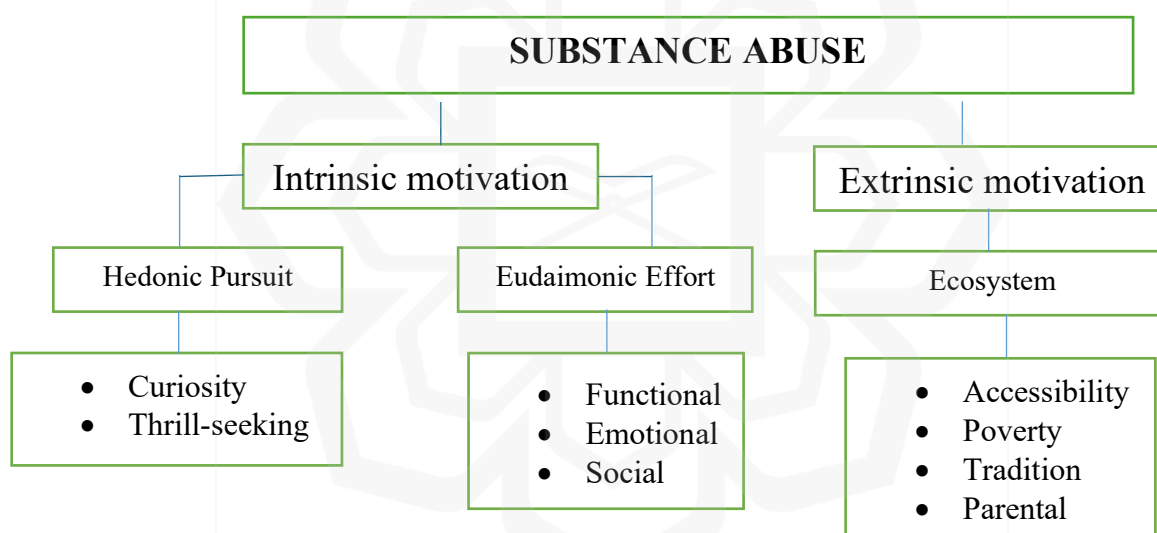 SUBSTANCE ABUSE
Intrinsic motivation
Extrinsic motivation
Hedonic Pursuit
Eudaimonic Effort
Ecosystem
• Curiosity
• Thrill-seeking
• Functional
• Emotional
• Social
• Accessibility
• Poverty
• Tradition
• Parental